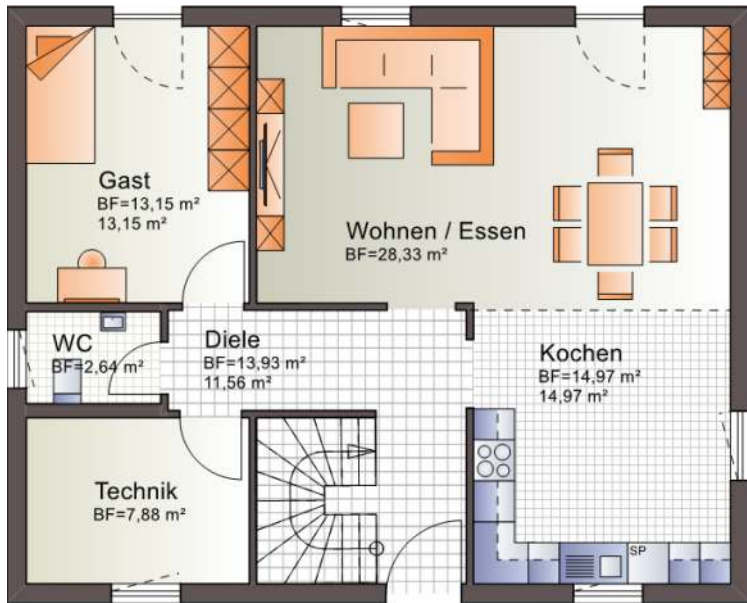 Gast
BF=13,15 m²
13,15 m²
Wohnen / Essen
BF=28,33 m²
WC
BF=2,64 m²
Diele
BF=13,93 m²
11,56 m²
Kochen
BF=14,97 m²
14,97 m²
Technik
BF=7,88 m²
SP